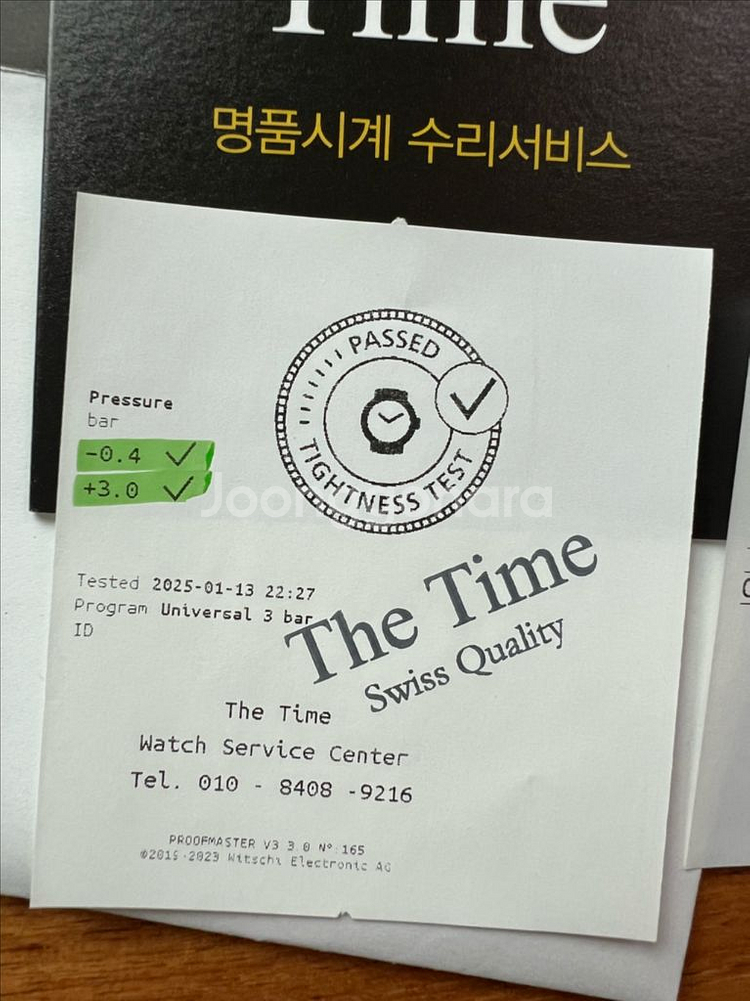 Time
명품시계 수리서비스
PASSED
TIGHTNESS TEST
Pressure
bar
-0.4 ✓
+3.0 ✓
Joongonara
Tested 2025-01-13 22:27
Program Universal 3 bar
ID
The Time
Swiss Quality
The Time
Watch Service Center
Tel. 010 - 8408 -9216
PROOFMASTER V3 3.0 Nº 165
©2019-2023 Witschi Electronic AG